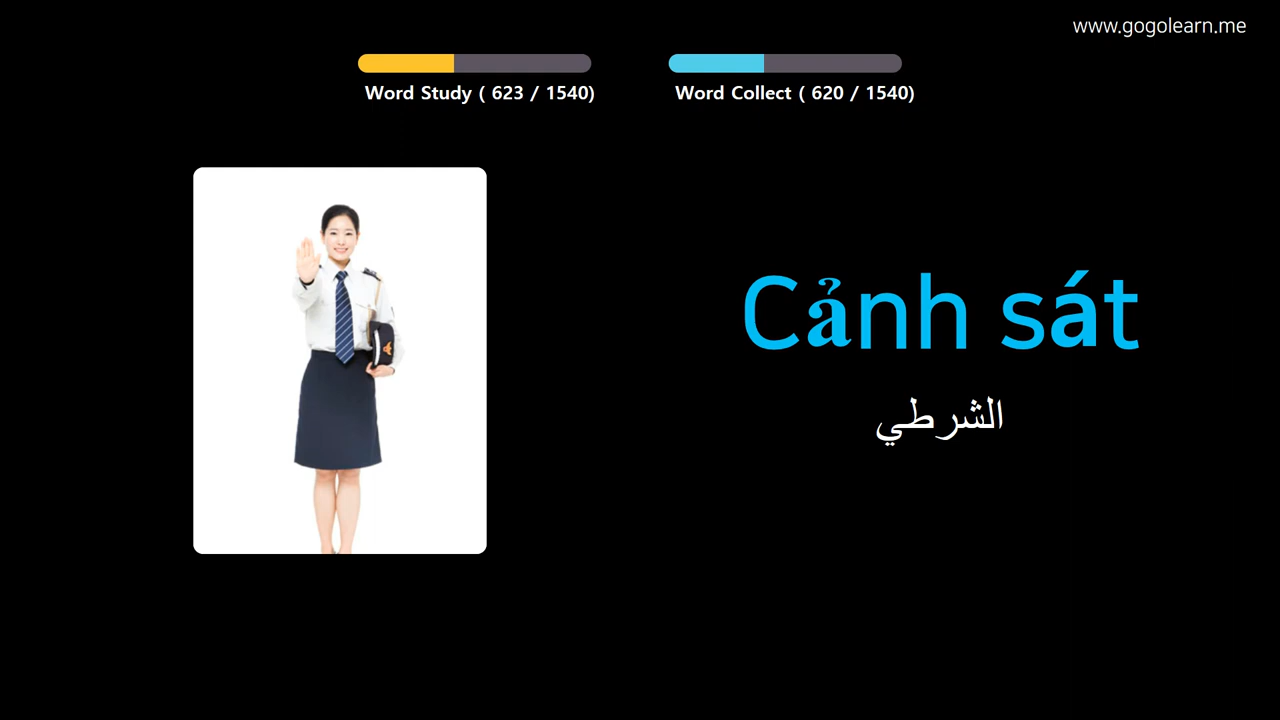 www.gogolearn.me
Word Study ( 623 / 1540)
Word Collect ( 620 / 1540)
Cảnh sát
الشرطي